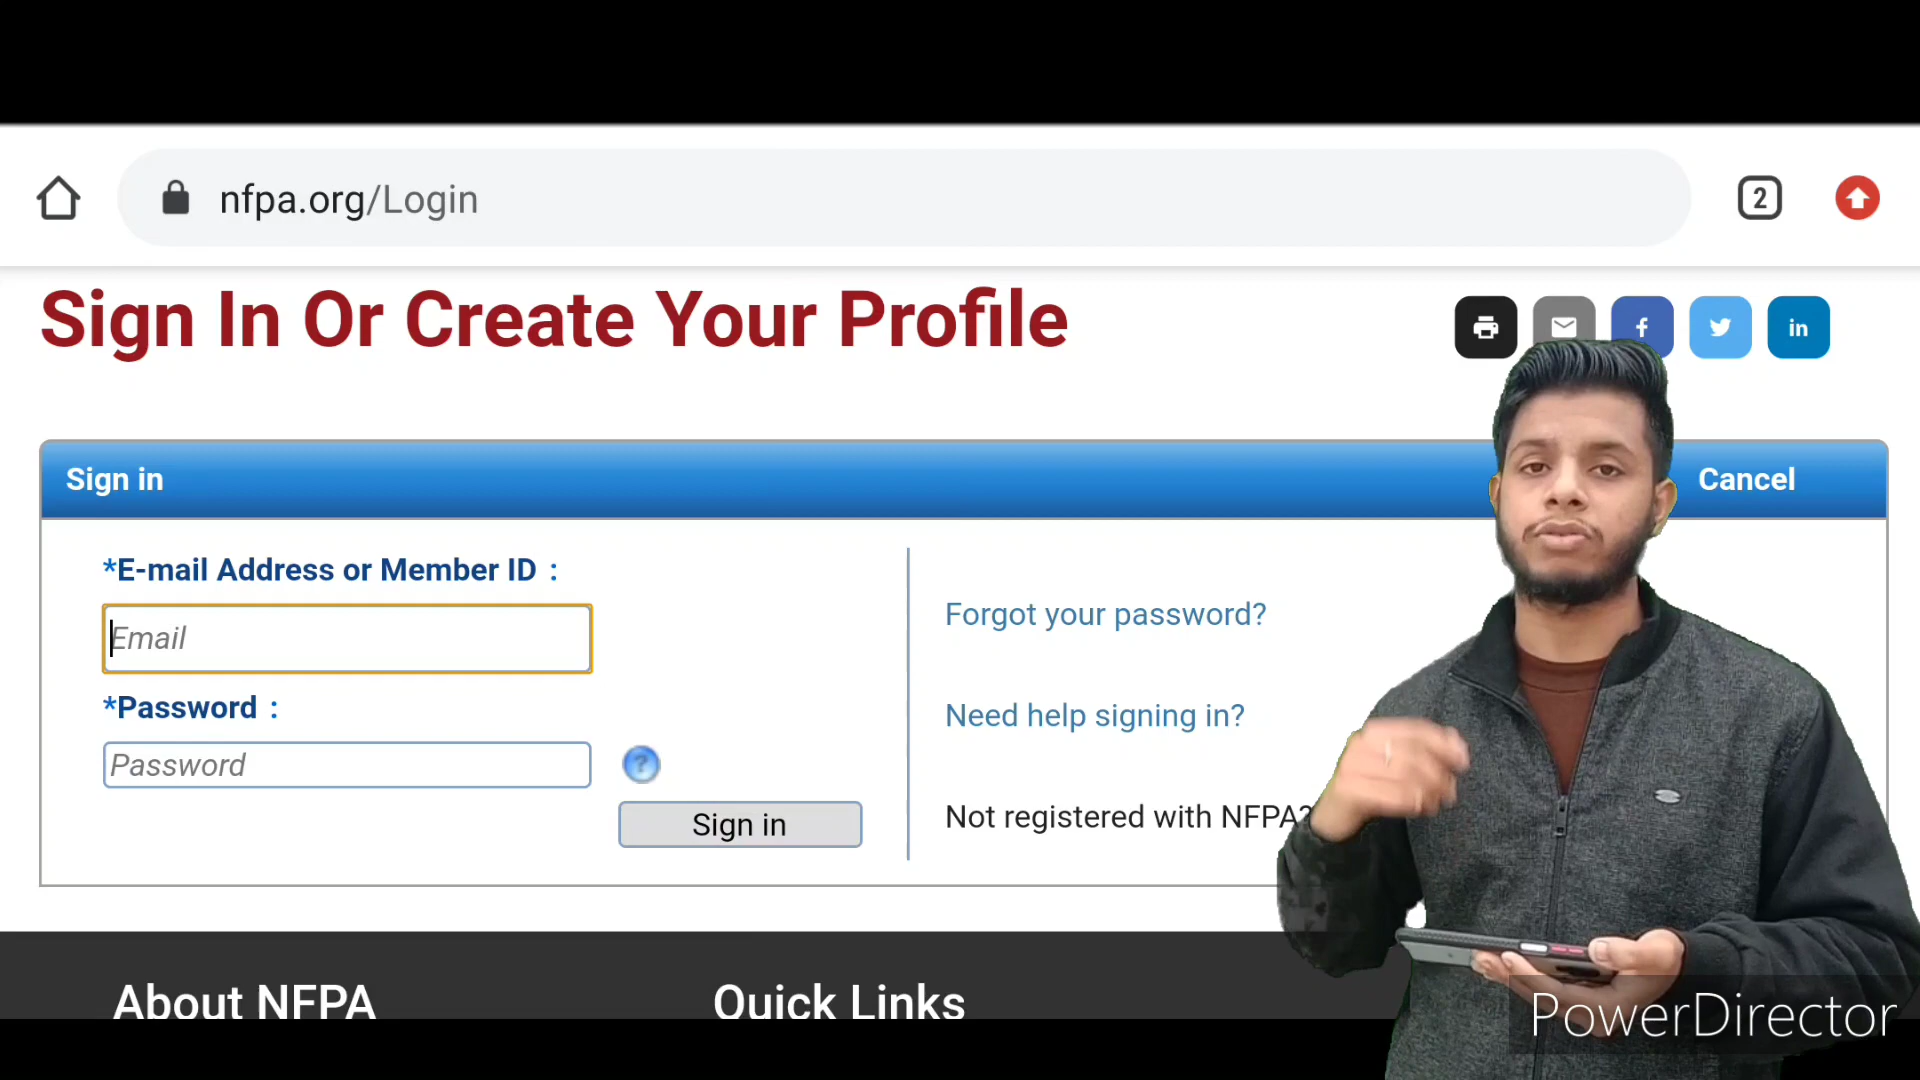 nfpa.org/Login
2
Sign In Or Create Your Profile
f
in
Sign in
Cancel
*E-mail Address or Member ID :
Email
Forgot your password?
*Password :
Need help signing in?
Password
?
Sign in
Not registered with NFPA?
About NFPA
Quick Links
PowerDirector